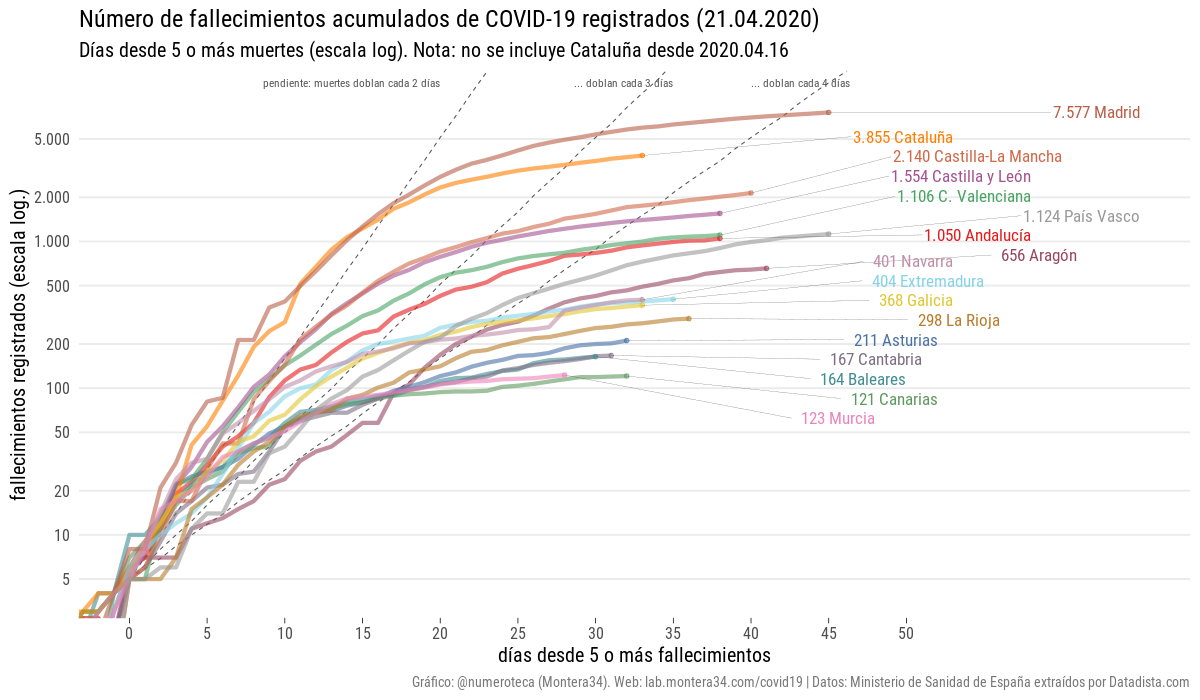 Número de fallecimientos acumulados de COVID-19 registrados (21.04.2020)
Días desde 5 o más muertes (escala log). Nota: no se incluye Cataluña desde 2020.04.16
pendiente: muertes doblan cada 2 días
... doblan cada 3 días
... doblan cada 4 días
7.577 Madrid
3.855 Cataluña
2.140 Castilla-La Mancha
1.554 Castilla y León
1.106 C. Valenciana
1.124 País Vasco
1.050 Andalucía
656 Aragón
401 Navarra
404 Extremadura
368 Galicia
298 La Rioja
211 Asturias
167 Cantabria
164 Baleares
121 Canarias
123 Murcia
fallecimientos registrados (escala log.)
5.000
2.000
1.000
500
200
100
50
20
10
5
0 5 10 15 20 25 30 35 40 45 50
días desde 5 o más fallecimientos
Gráfico: @numeroteca (Montera34). Web: lab.montera34.com/covid19 | Datos: Ministerio de Sanidad de España extraídos por Datadista.com